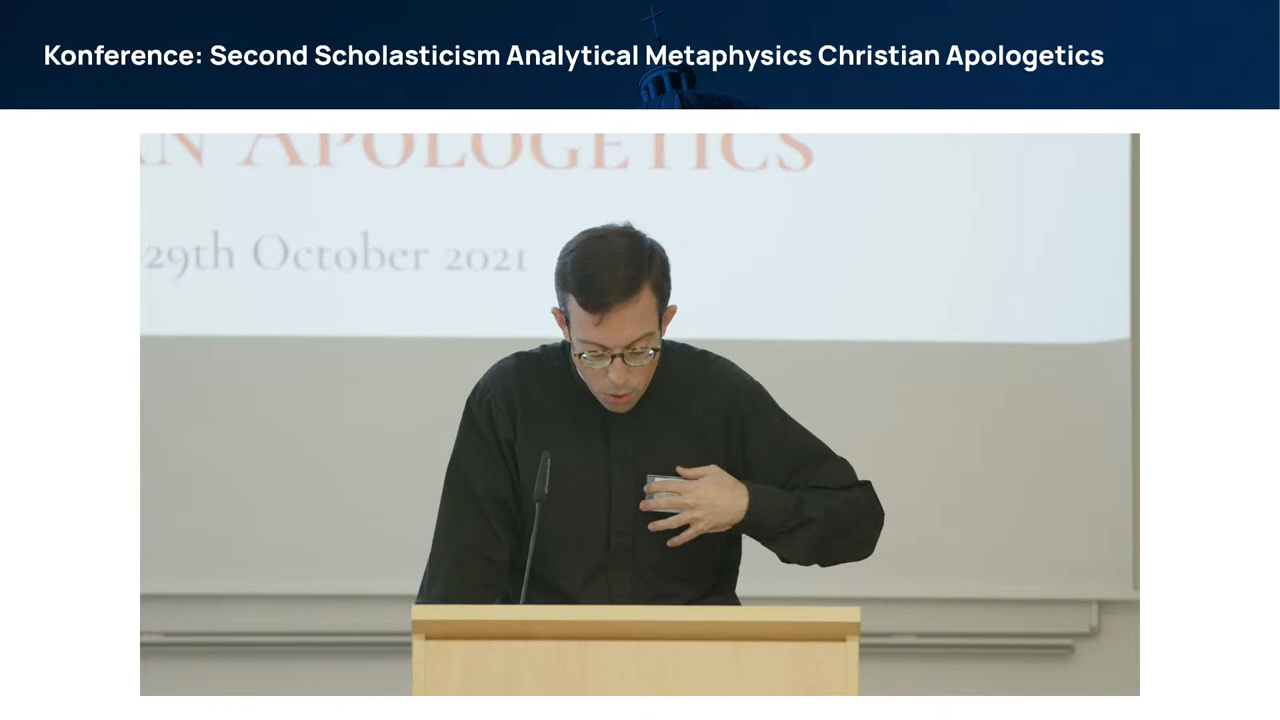 Konference: Second Scholasticism Analytical Metaphysics Christian Apologetics
N APOLOGETICS
-29th October 2021